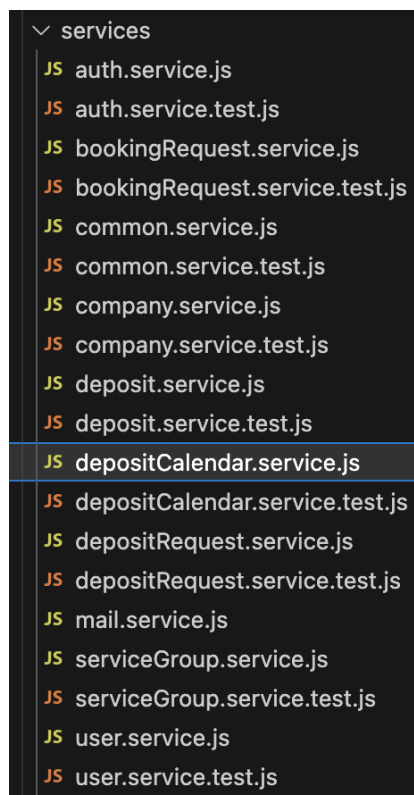 services
JS auth.service.js
JS auth.service.test.js
JS bookingRequest.service.js
JS bookingRequest.service.test.js
JS common.service.js
JS common.service.test.js
JS company.service.js
JS company.service.test.js
JS deposit.service.js
JS deposit.service.test.js
JS depositCalendar.service.js
JS depositCalendar.service.test.js
JS depositRequest.service.js
JS depositRequest.service.test.js
JS mail.service.js
JS serviceGroup.service.js
JS serviceGroup.service.test.js
JS user.service.js
JS user.service.test.js